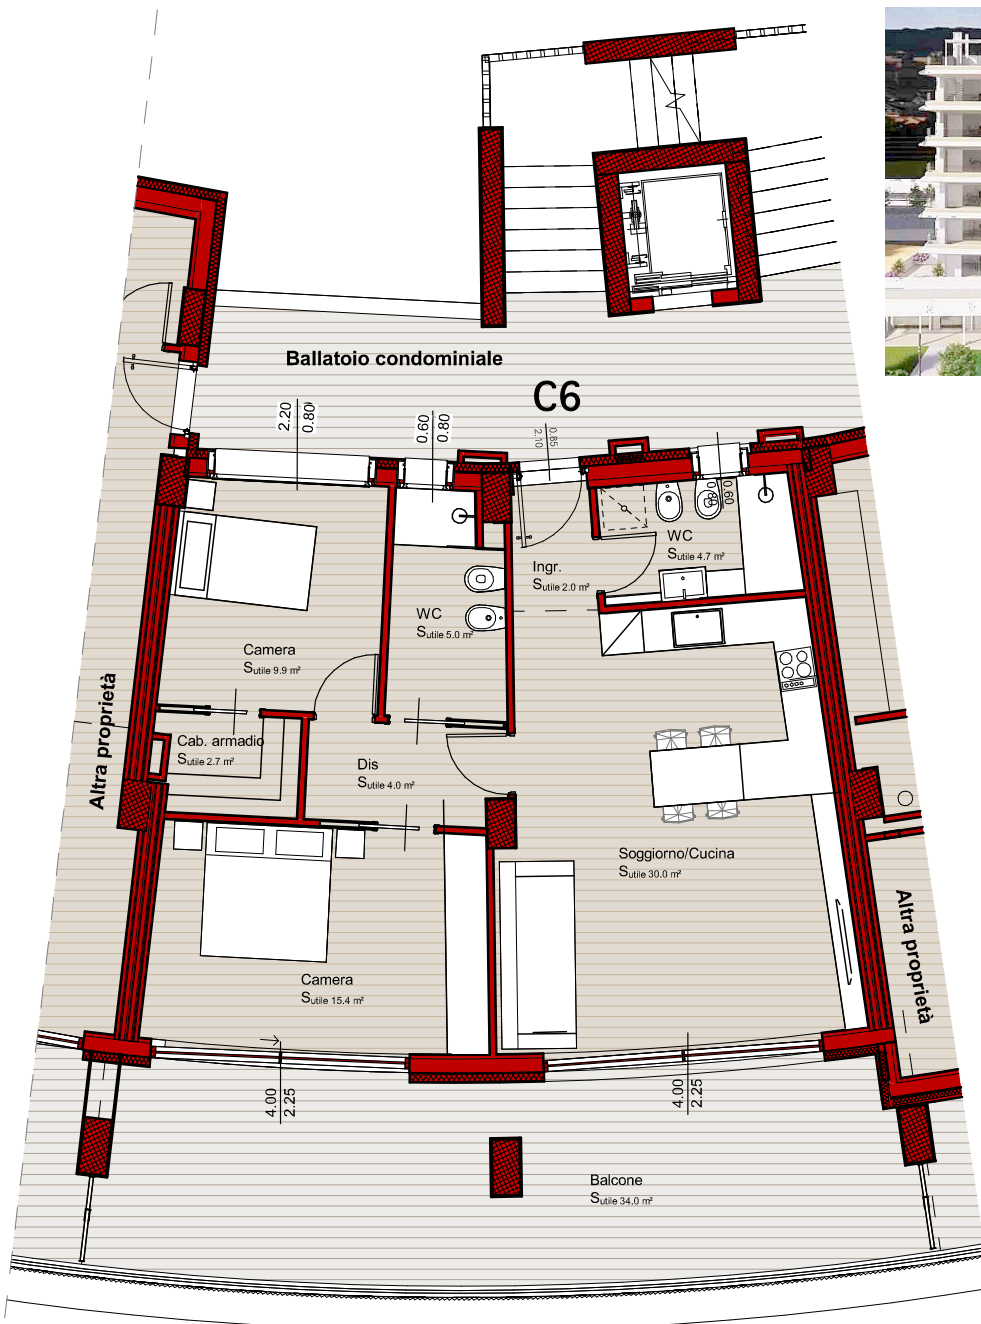 Ballatoio condominiale
C6
2.20
0.80
0.60
0.80
0.85
2.10
0.60
0.80
WC
Sutile 4.7 m²
Ingr.
Sutile 2.0 m²
WC
Sutile 5.0 m²
Camera
Sutile 9.9 m²
Altra proprietà
Cab. armadio
Sutile 2.7 m²
Dis
Sutile 4.0 m²
Soggiorno/Cucina
Sutile 30.0 m²
Altra proprietà
Camera
Sutile 15.4 m²
4.00
2.25
4.00
2.25
Balcone
Sutile 34.0 m²